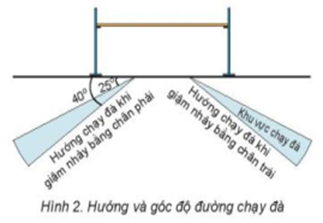 40°
25°
Hướng chạy đà khi
giậm nhảy bằng chân phải
Hướng chạy đà khi
giậm nhảy bằng chân trái
Khu vực chạy đà
Hình 2. Hướng và góc độ đường chạy đà